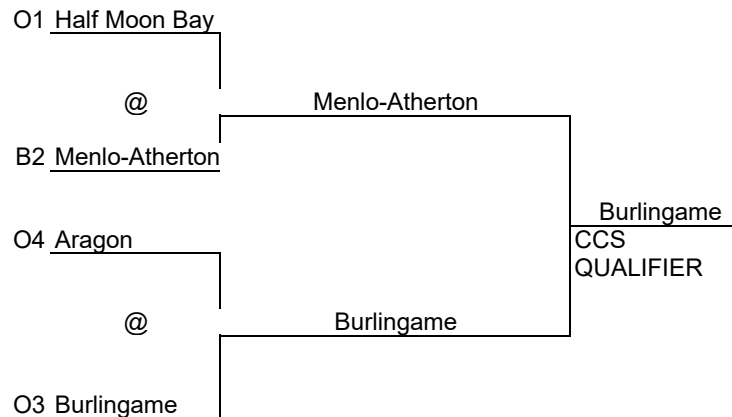 O1 Half Moon Bay
@
Menlo-Atherton
B2 Menlo-Atherton
Burlingame
O4 Aragon
CCS
QUALIFIER
@
Burlingame
O3 Burlingame